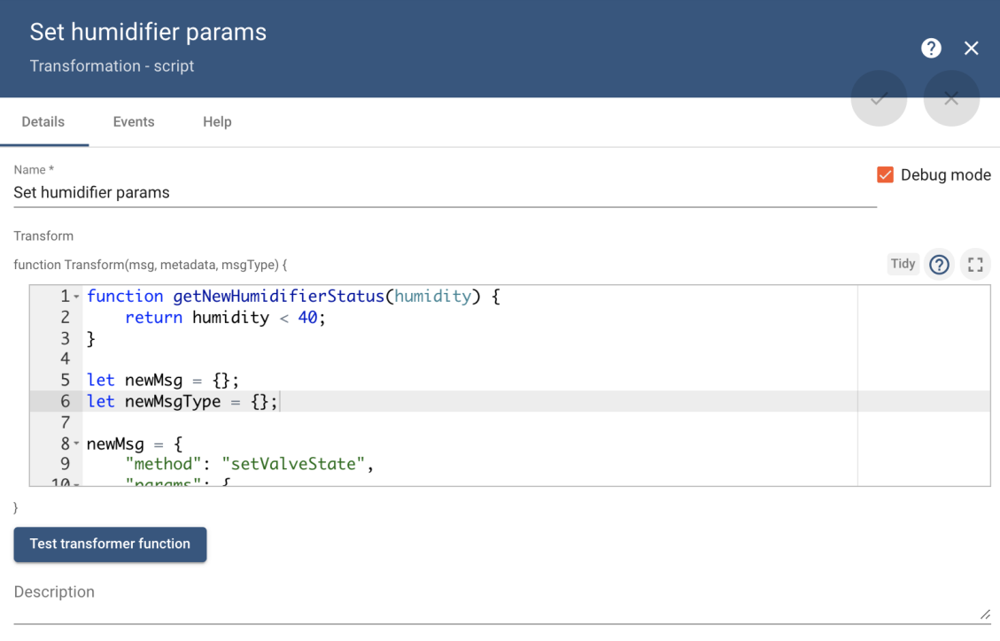 Set humidifier params
Transformation - script
Details Events Help
Name *
Set humidifier params
Debug mode
Transform
function Transform(msg, metadata, msgType) {
Tidy
1 function getNewHumidifierStatus(humidity) {
2     return humidity < 40;
3 }
4
5 let newMsg = {};
6 let newMsgType = {};
7
8 newMsg = {
9     "method": "setValveState",
10     "params": {
}
Test transformer function
Description